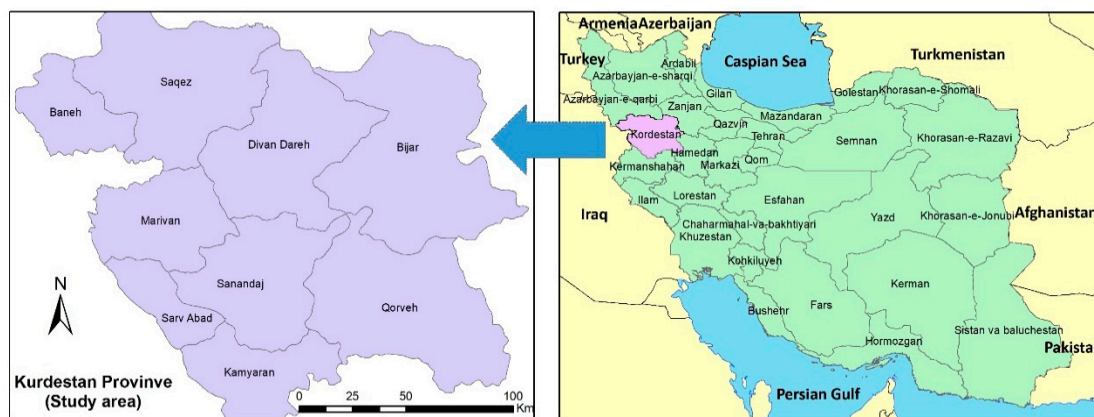 Saqez
Baneh
Divan Dareh
Bijar
Marivan
Sanandaj
Qorveh
Sarv Abad
Kamyaran
N
Kurdestan Provinve
(Study area)
0 25 50 100
Km
Armenia Azerbaijan
Turkey
Turkmenistan
Caspian Sea
Ardabil
Azarbayjan-e-sharqi
Azarbayjan-e-qarbi
Gilan
Golestan
Khorasan-e-Shomali
Zanjan
Mazandaran
Kordestan
Qazvin
Tehran
Semnan
Khorasan-e-Razavi
Hamedan
Qom
Kermanshahan
Markazi
Ilam
Lorestan
Esfahan
Iraq
Yazd
Khorasan-e-Jonubi
Afghanistan
Chaharmahal-va-bakhtiyari
Khuzestan
Kohkiluyeh
Kerman
Bushehr
Fars
Sistan va baluchestan
Hormozgan
Pakista
Persian Gulf